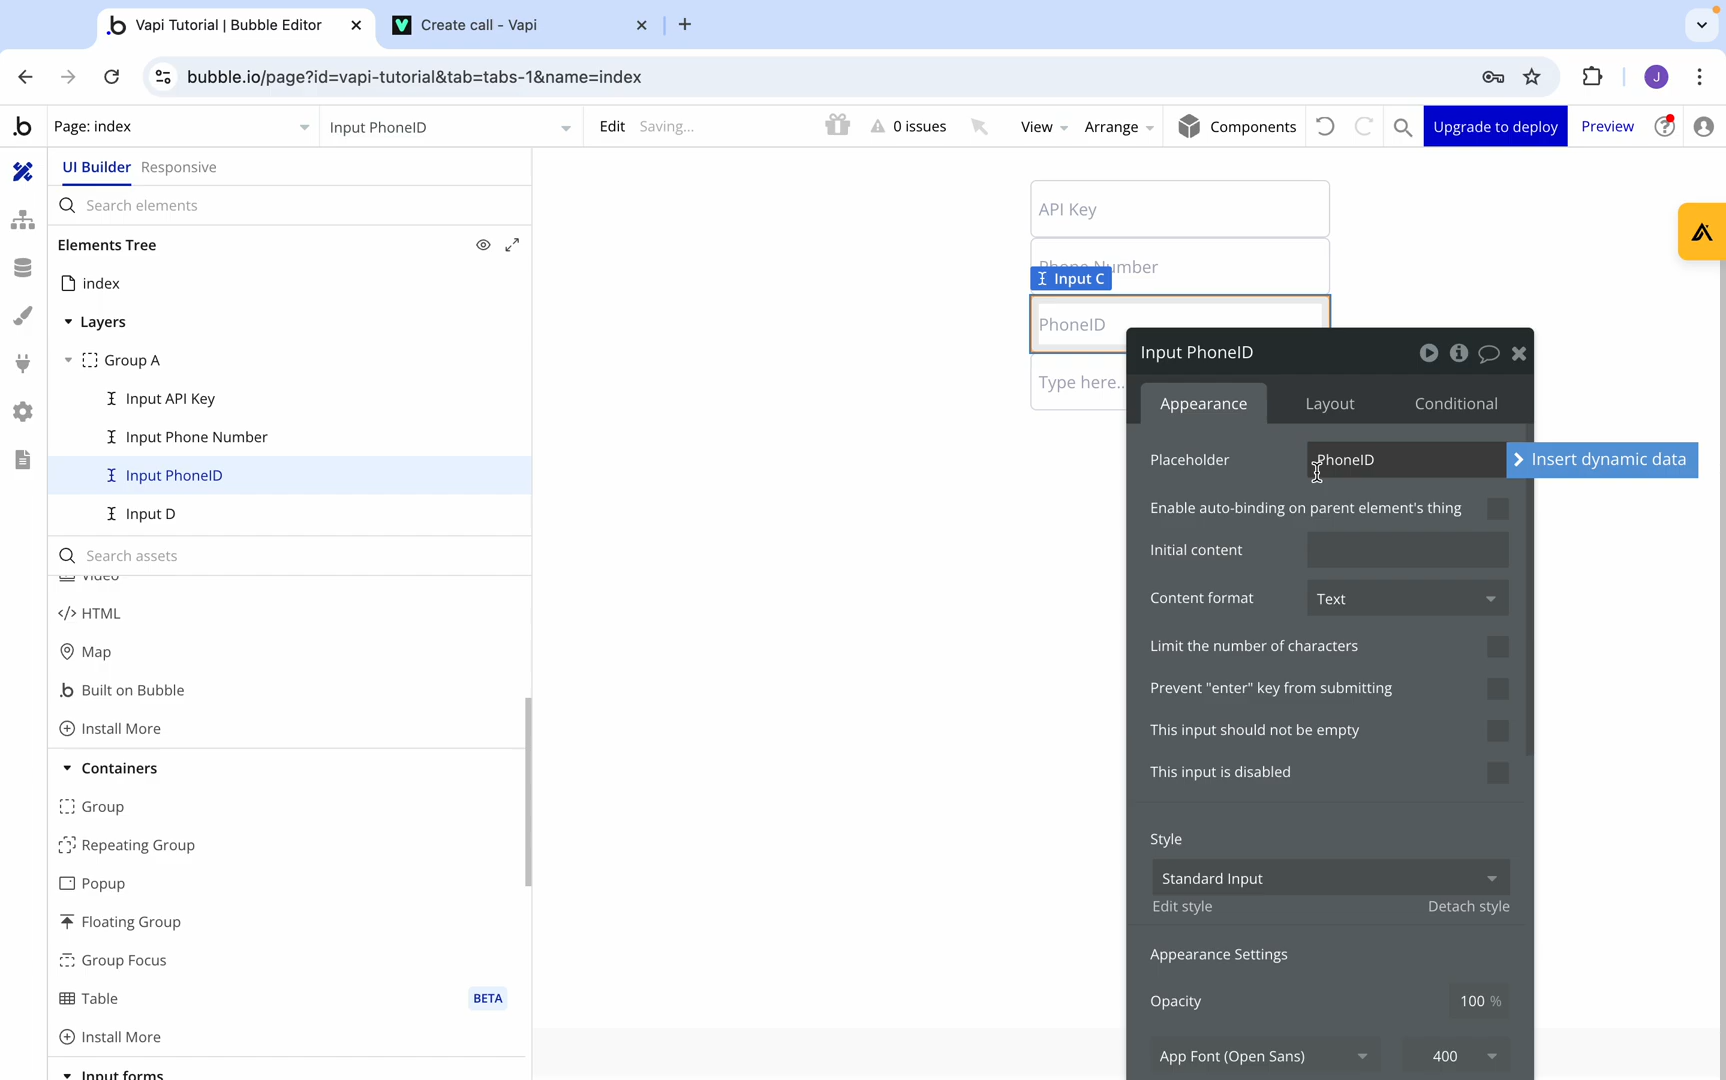 Vapi Tutorial | Bubble Editor
Create call - Vapi
bubble.io/page?id=vapi-tutorial&tab=tabs-1&name=index
J
Page: index
Input PhoneID
Edit
Saving...
0 issues
View
Arrange
Components
Upgrade to deploy
Preview
UI Builder
Responsive
Search elements
Elements Tree
index
Layers
Group A
Input API Key
Input Phone Number
Input PhoneID
Input D
Search assets
Video
</> HTML
Map
Built on Bubble
Install More
Containers
Group
Repeating Group
Popup
Floating Group
Group Focus
Table
BETA
Install More
Input forms
API Key
Phone Number
Input C
PhoneID
Type here...
Input PhoneID
Appearance
Layout
Conditional
Placeholder
PhoneID
Insert dynamic data
Enable auto-binding on parent element's thing
Initial content
Content format
Text
Limit the number of characters
Prevent "enter" key from submitting
This input should not be empty
This input is disabled
Style
Standard Input
Edit style
Detach style
Appearance Settings
Opacity
100 %
App Font (Open Sans)
400